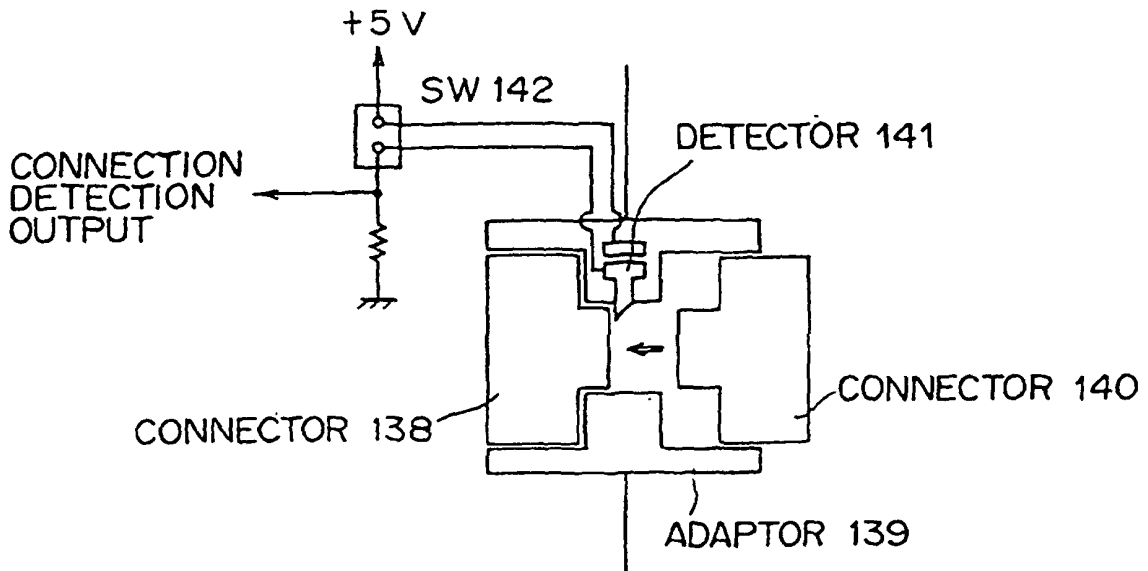 +5 V
SW 142
DETECTOR 141
CONNECTION
DETECTION
OUTPUT
CONNECTOR 140
CONNECTOR 138
ADAPTOR 139